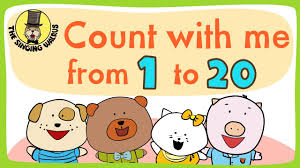 THE SINGING WALRUS
Count with me
from 1 to 20